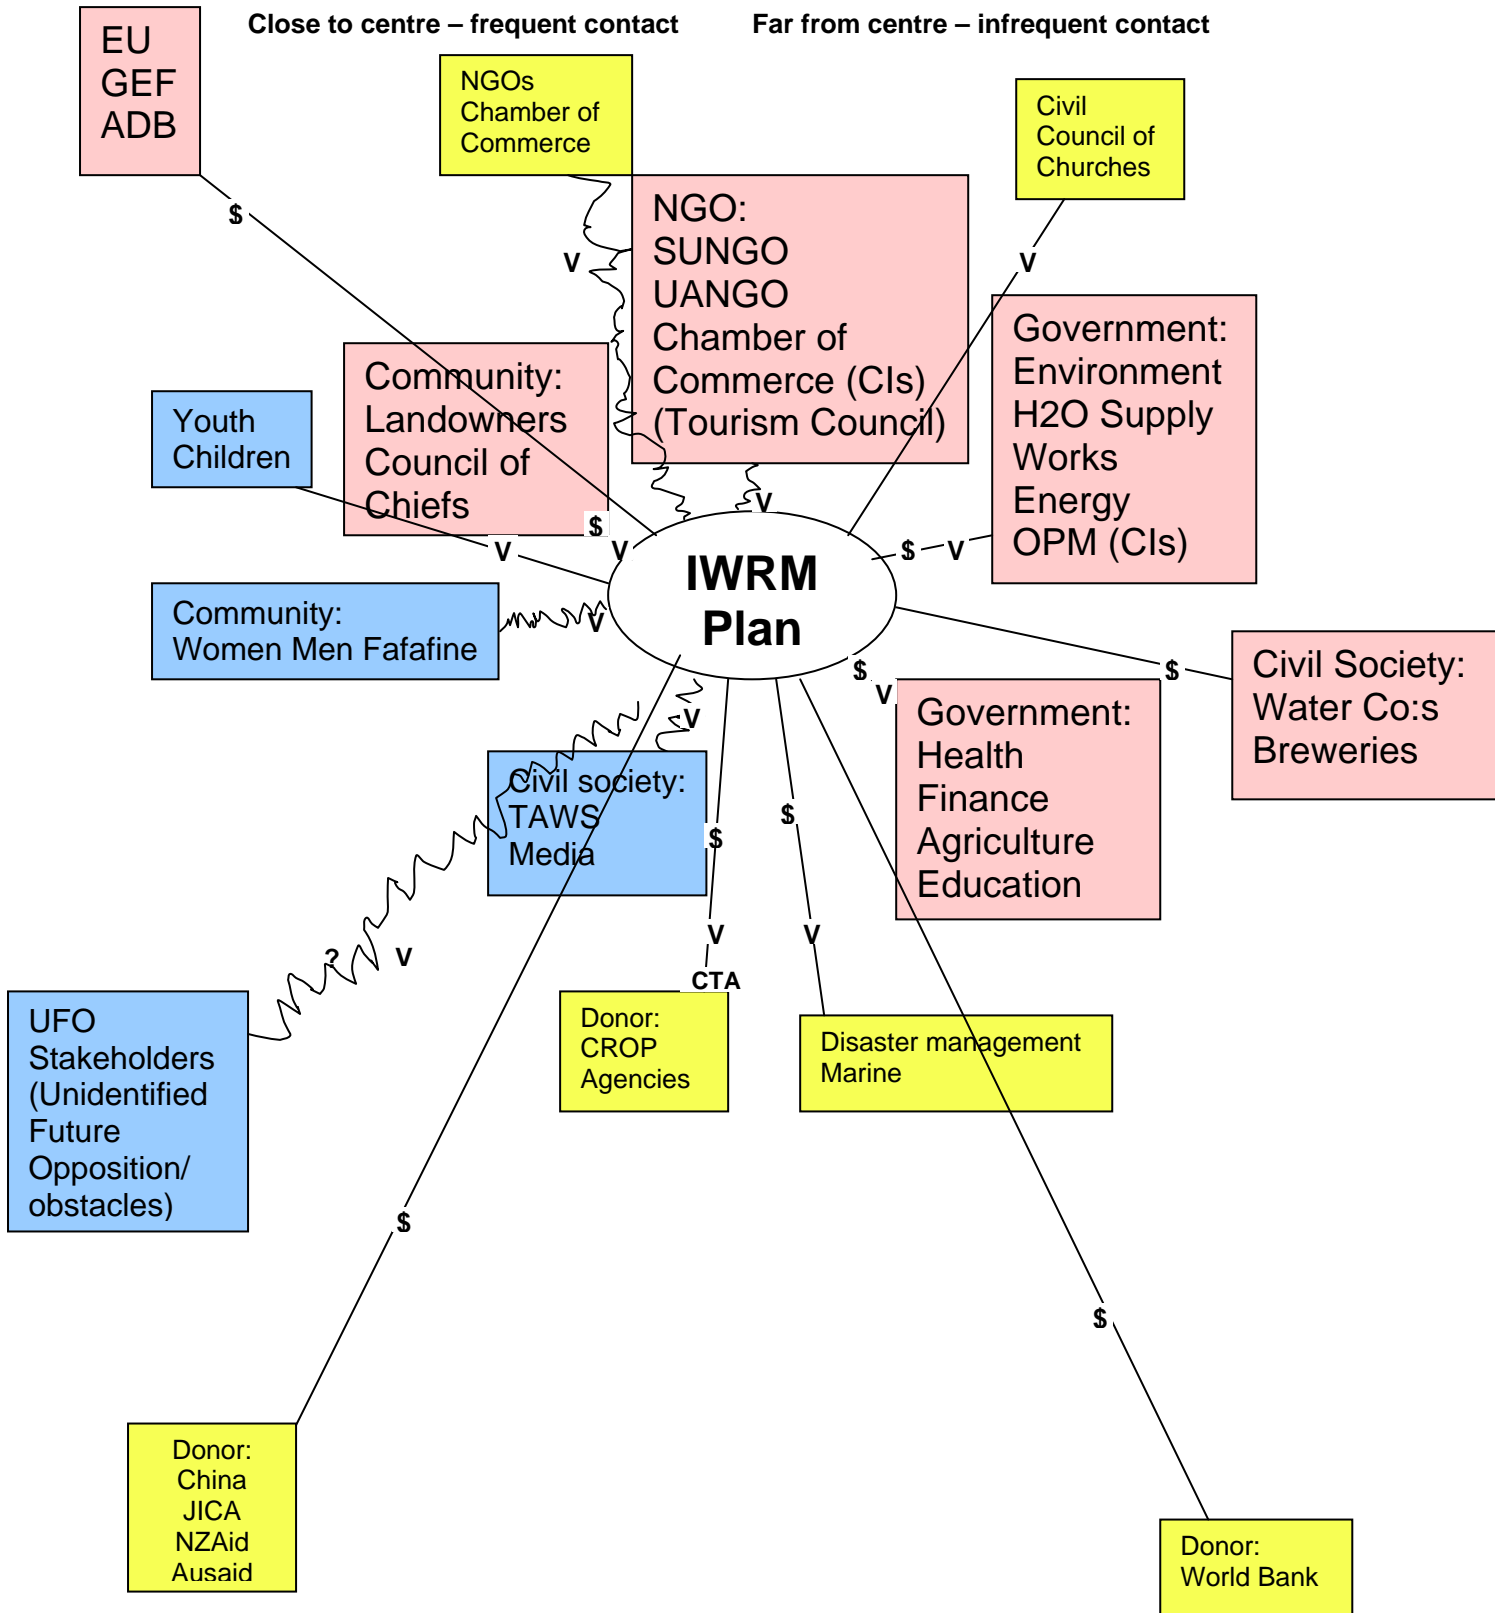 Close to centre – frequent contact
Far from centre – infrequent contact
EU
GEF
ADB
NGOs
Chamber of
Commerce
Civil
Council of
Churches
$
V
V
NGO:
SUNGO
UANGO
Chamber of
Commerce (CIs)
(Tourism Council)
Government:
Environment
H2O Supply
Works
Energy
OPM (CIs)
Community:
Landowners
Council of
Chiefs
Youth
Children
V
$
V
V
$
V
IWRM
Plan
Community:
Women Men Fafafine
V
$
V
$
Civil Society:
Water Co:s
Breweries
Government:
Health
Finance
Agriculture
Education
V
Civil society:
TAWS
Media
$
$
V
V
CTA
?
V
UFO
Stakeholders
(Unidentified
Future
Opposition/
obstacles)
Donor:
CROP
Agencies
Disaster management
Marine
$
$
Donor:
China
JICA
NZAid
Ausaid
Donor:
World Bank